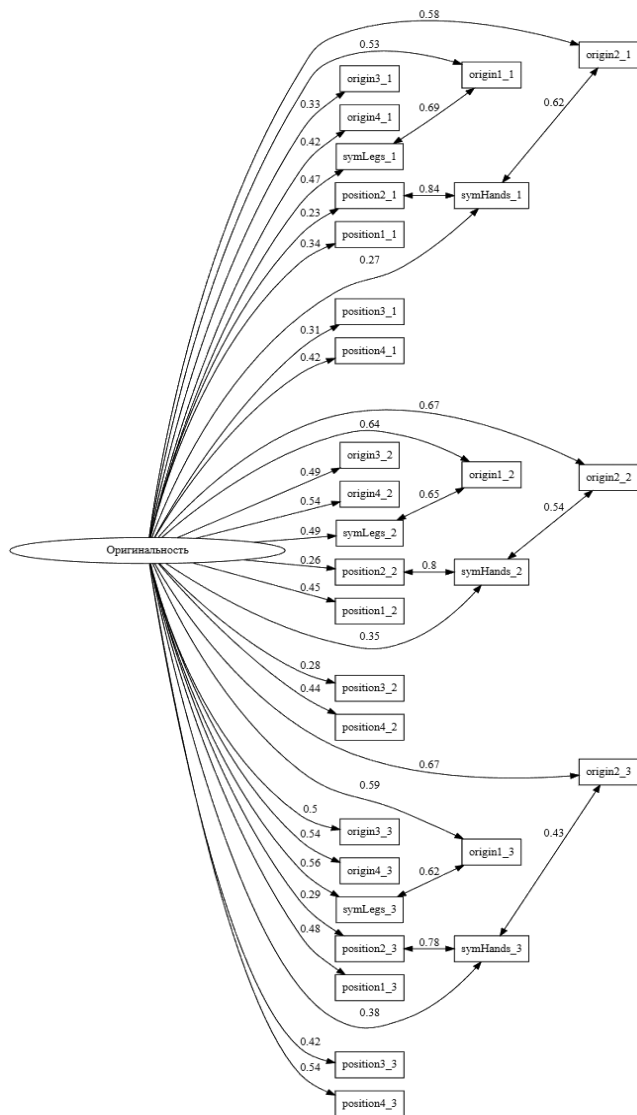 0.58
origin2_1
0.53
origin1_1
origin3_1
0.33
0.69
0.62
origin4_1
0.42
symLegs_1
0.47
position2_1
0.84
symHands_1
0.23
position1_1
0.34
0.27
position3_1
0.31
position4_1
0.42
0.67
0.64
origin3_2
origin1_2
origin2_2
0.49
origin4_2
0.65
0.54
0.54
symLegs_2
0.49
Оригинальность
position2_2
0.8
symHands_2
0.26
position1_2
0.45
0.35
0.28
position3_2
0.44
position4_2
0.67
origin2_3
0.59
0.5
origin3_3
0.43
0.54
origin1_3
origin4_3
0.62
0.56
symLegs_3
0.29
position2_3
0.78
symHands_3
0.48
position1_3
0.38
0.42
position3_3
0.54
position4_3